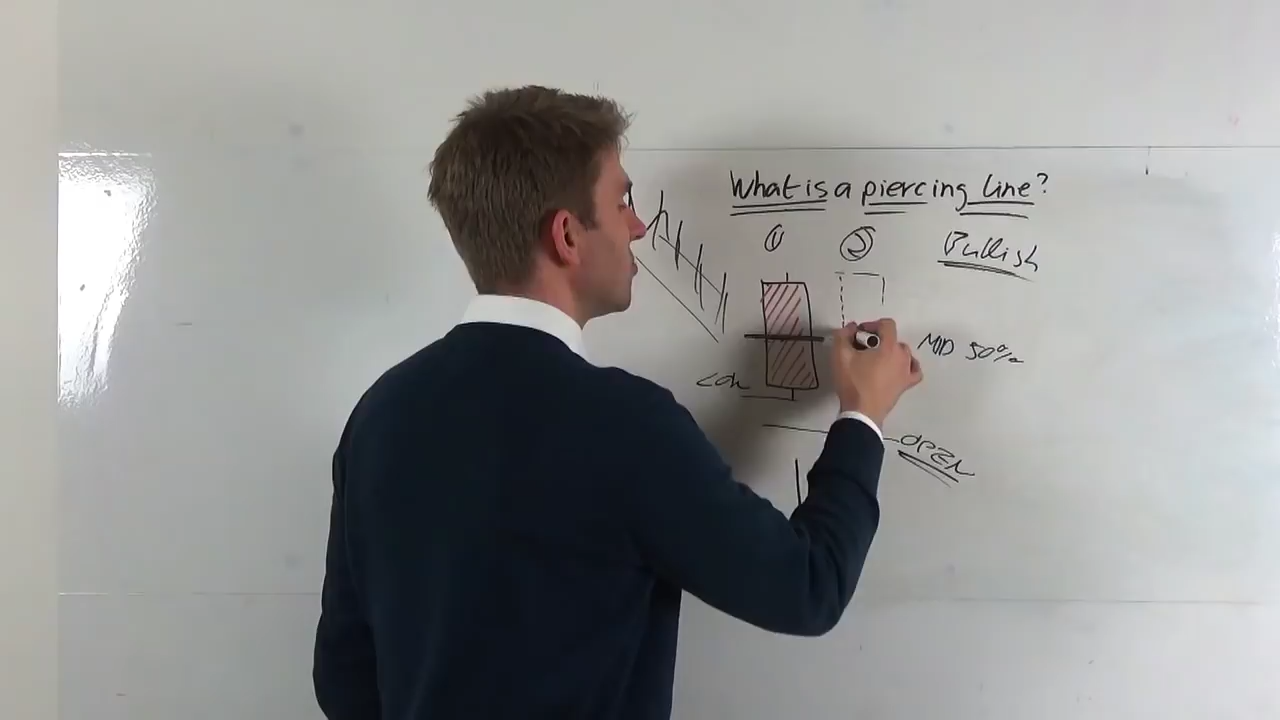 What is a piercing line?
① ②
Bullish
MID 50%
LOW
OPEN